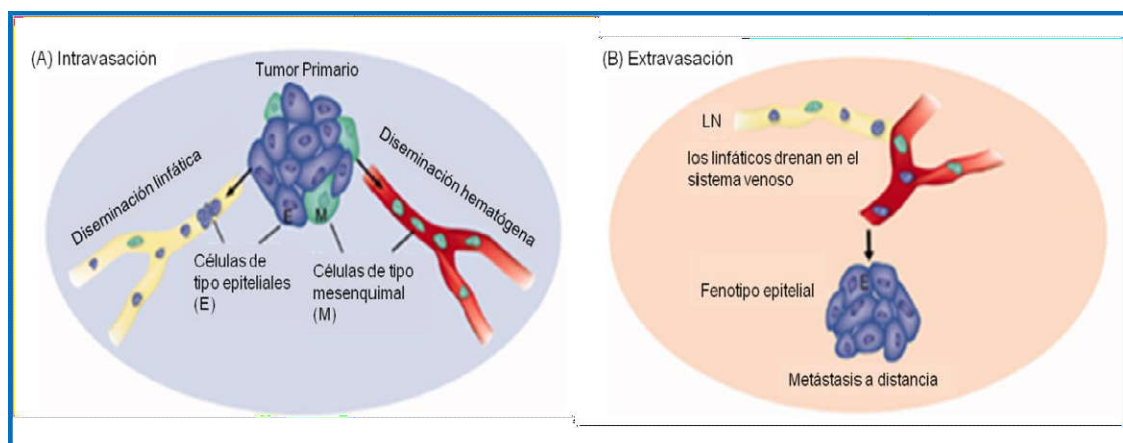 (A) Intravasación
Tumor Primario
Diseminación linfática
Diseminación hematógena
E
M
Células de
tipo epiteliales
(E)
Células de tipo
mesenquimal
(M)
(B) Extravasación
LN
los linfáticos drenan en el
sistema venoso
Fenotipo epitelial
E
Metástasis a distancia